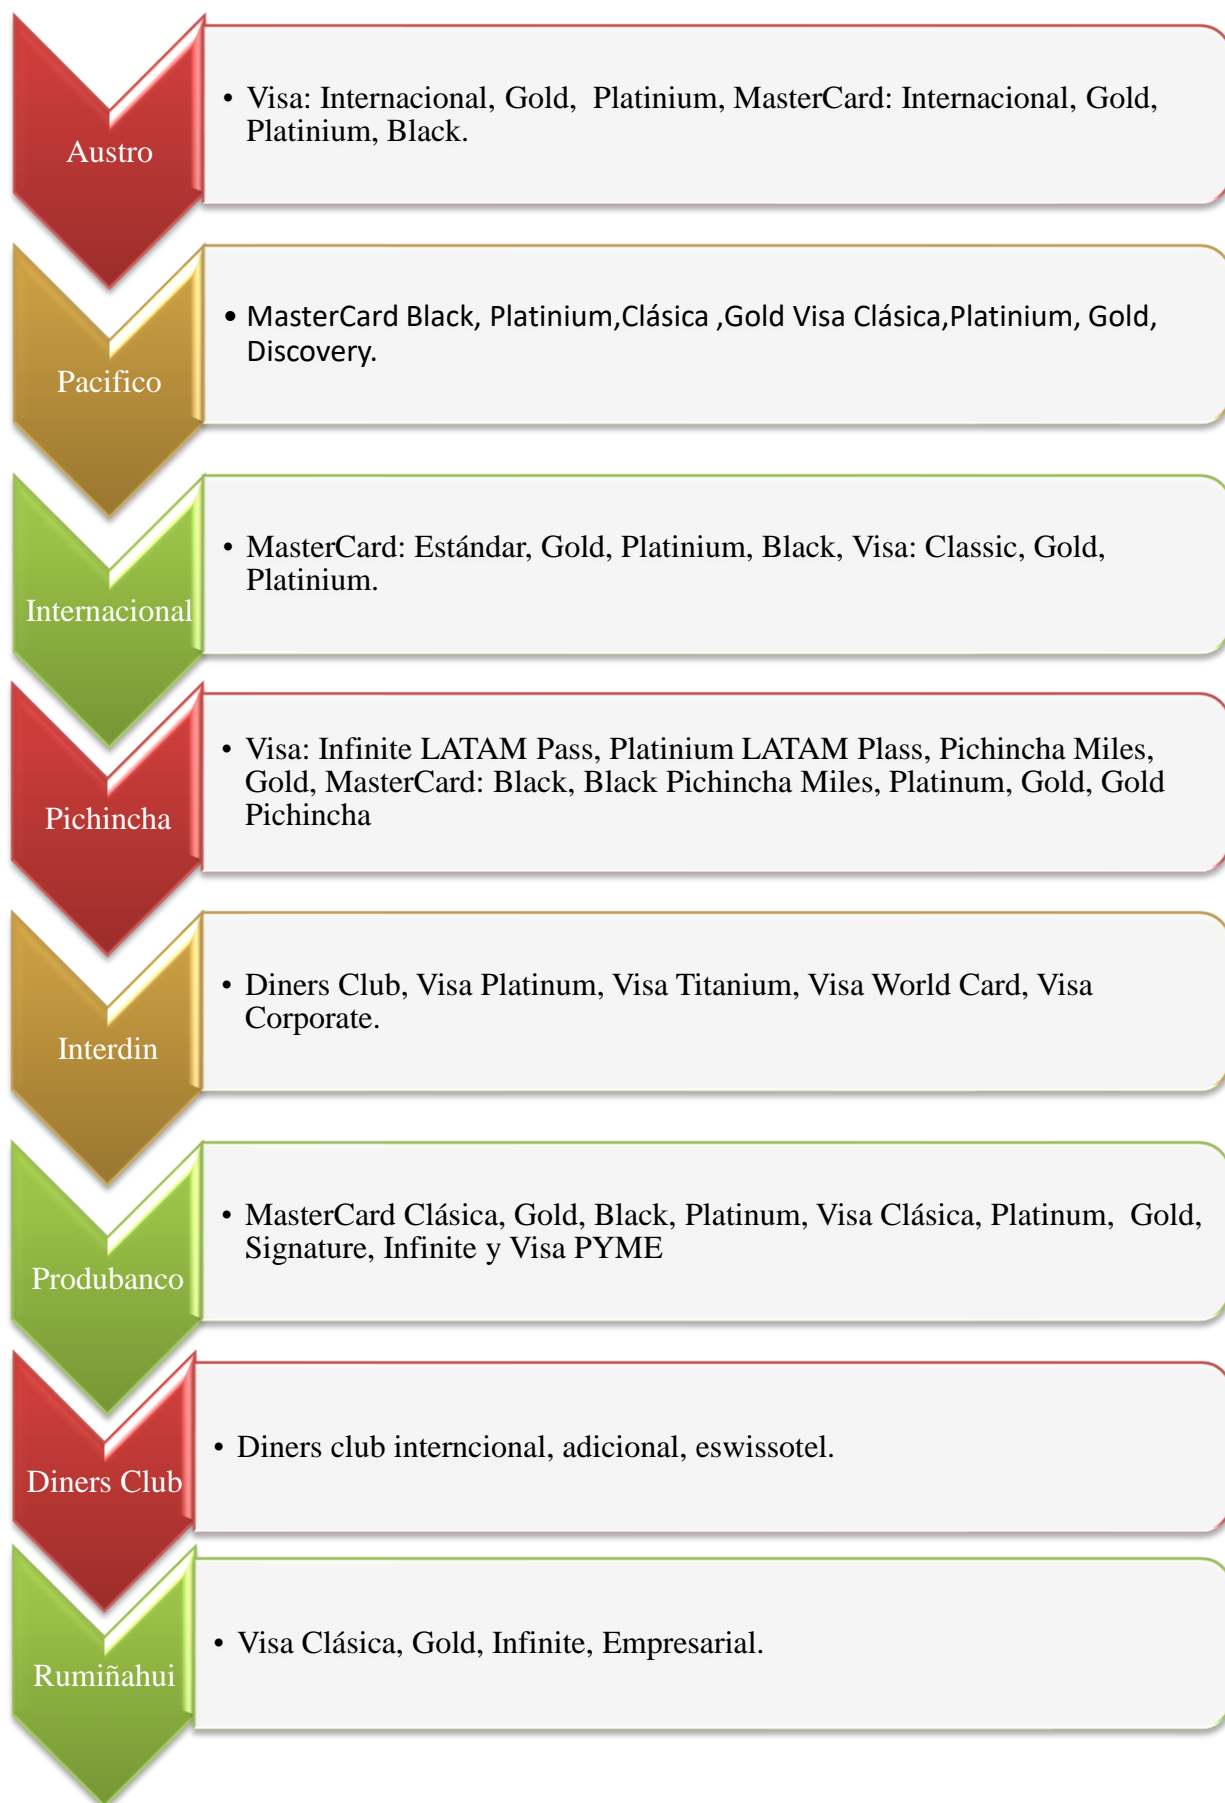 Austro
• Visa: Internacional, Gold,  Platinium, MasterCard: Internacional, Gold,
Platinium, Black.
Pacifico
• MasterCard Black, Platinium,Clásica ,Gold Visa Clásica,Platinium, Gold,
Discovery.
Internacional
• MasterCard: Estándar, Gold, Platinium, Black, Visa: Classic, Gold,
Platinium.
Pichincha
• Visa: Infinite LATAM Pass, Platinium LATAM Plass, Pichincha Miles,
Gold, MasterCard: Black, Black Pichincha Miles, Platinum, Gold, Gold
Pichincha
Interdin
• Diners Club, Visa Platinum, Visa Titanium, Visa World Card, Visa
Corporate.
Produbanco
• MasterCard Clásica, Gold, Black, Platinum, Visa Clásica, Platinum,  Gold,
Signature, Infinite y Visa PYME
Diners Club
• Diners club interncional, adicional, eswissotel.
Rumiñahui
• Visa Clásica, Gold, Infinite, Empresarial.